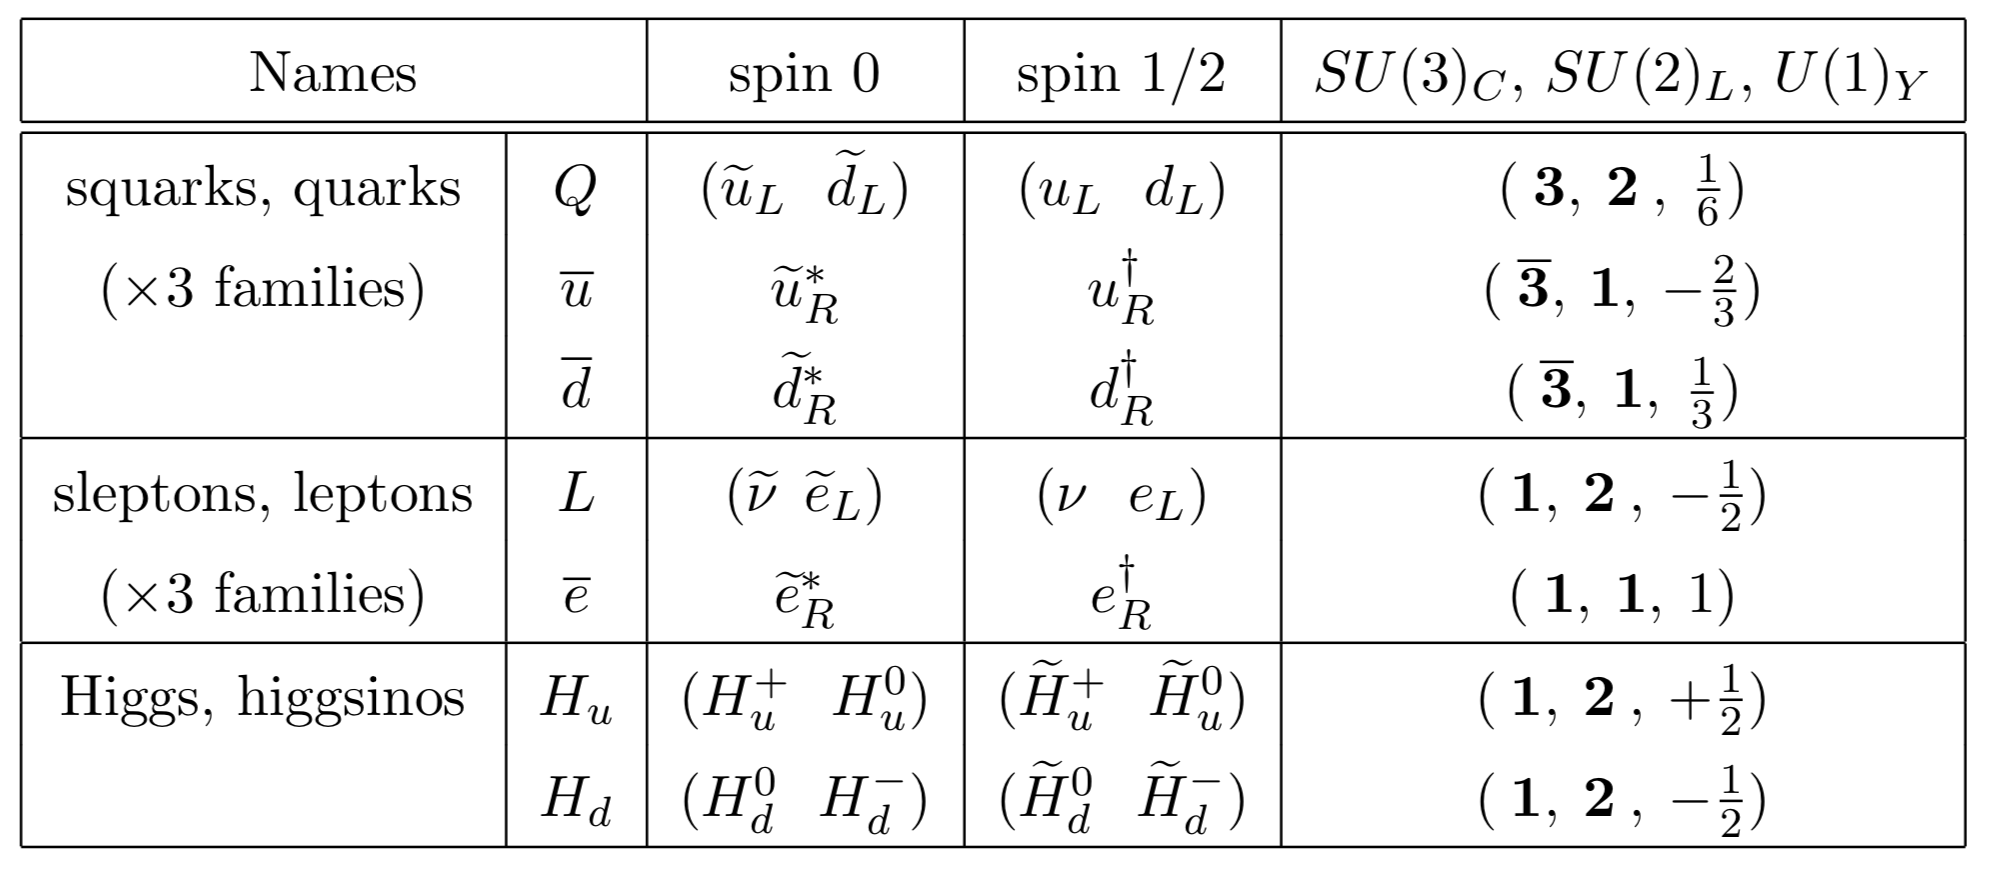 Names spin 0 spin 1/2 SU(3)_C, SU(2)_L, U(1)_Y
squarks, quarks Q (ũ_L d̃_L) (u_L d_L) ( 3, 2 , 1/6)
(×3 families) u̅ ũ*_R u†_R ( 3̅, 1, −2/3)
d̅ d̃*_R d†_R ( 3̅, 1, 1/3)
sleptons, leptons L (ν̃ ẽ_L) (ν e_L) ( 1, 2 , −1/2)
(×3 families) e̅ ẽ*_R e†_R ( 1, 1, 1)
Higgs, higgsinos H_u (H_u^+ H_u^0) (H̃_u^+ H̃_u^0) ( 1, 2 , +1/2)
H_d (H_d^0 H_d^−) (H̃_d^0 H̃_d^−) ( 1, 2 , −1/2)